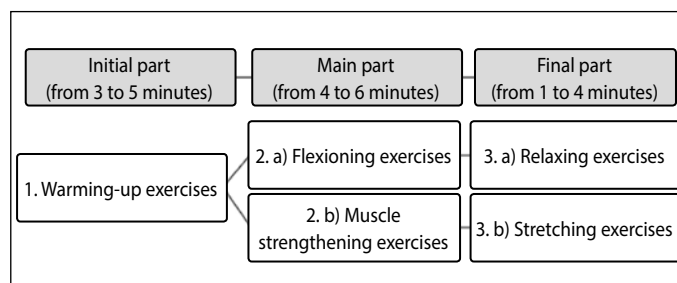 Initial part
(from 3 to 5 minutes)
Main part
(from 4 to 6 minutes)
Final part
(from 1 to 4 minutes)
1. Warming-up exercises
2. a) Flexioning exercises
3. a) Relaxing exercises
2. b) Muscle
strengthening exercises
3. b) Stretching exercises